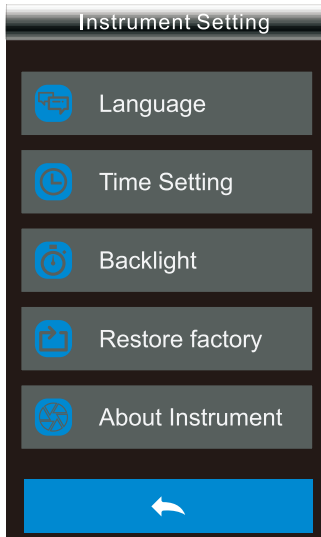 Instrument Setting
Language
Time Setting
Backlight
Restore factory
About Instrument